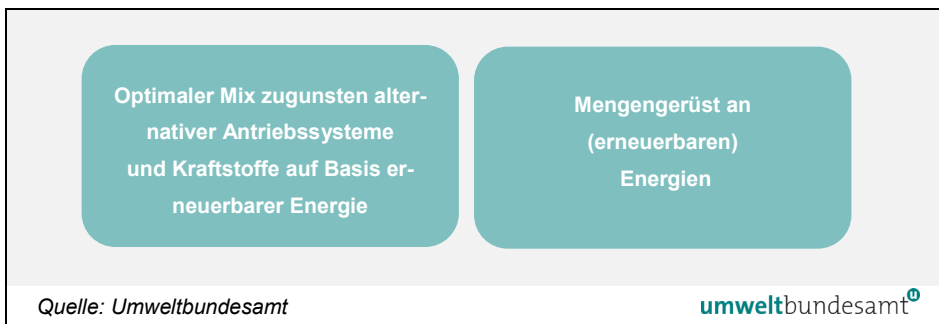 Optimaler Mix zugunsten alter-
nativer Antriebssysteme
und Kraftstoffe auf Basis er-
neuerbarer Energie
Mengengerüst an
(erneuerbaren)
Energien
Quelle: Umweltbundesamt
umweltbundesamt
u